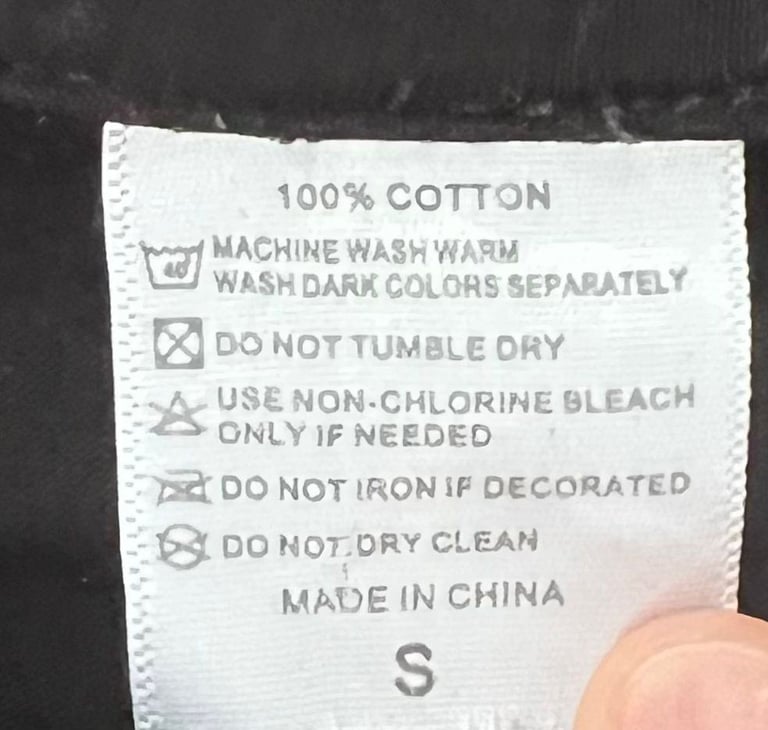 100% COTTON
40 MACHINE WASH WARM
WASH DARK COLORS SEPARATELY
DO NOT TUMBLE DRY
USE NON-CHLORINE BLEACH
ONLY IF NEEDED
DO NOT IRON IF DECORATED
DO NOT DRY CLEAN
MADE IN CHINA
S